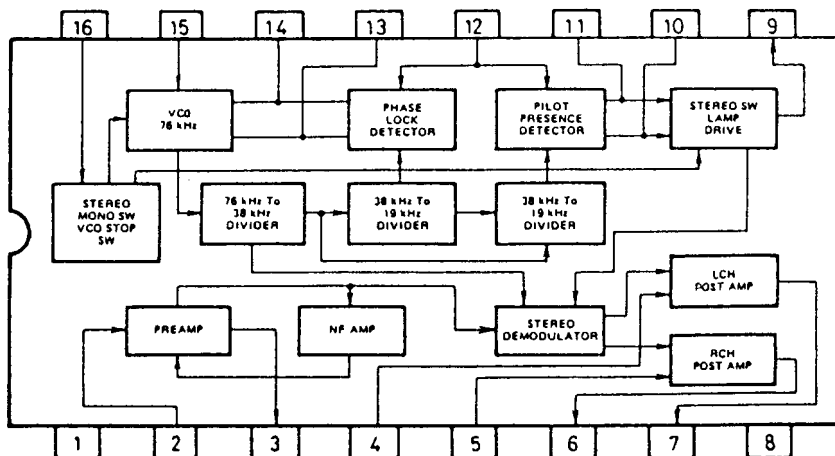 16 15 14 13 12 11 10 9
VCO
76 kHz
PHASE
LOCK
DETECTOR
PILOT
PRESENCE
DETECTOR
STEREO SW
LAMP
DRIVE
STEREO
MONO SW
VCO STOP
SW
76 kHz TO
38 kHz
DIVIDER
38 kHz TO
19 kHz
DIVIDER
38 kHz TO
19 kHz
DIVIDER
PREAMP
NF AMP
STEREO
DEMODULATOR
LCH
POST AMP
RCH
POST AMP
1 2 3 4 5 6 7 8